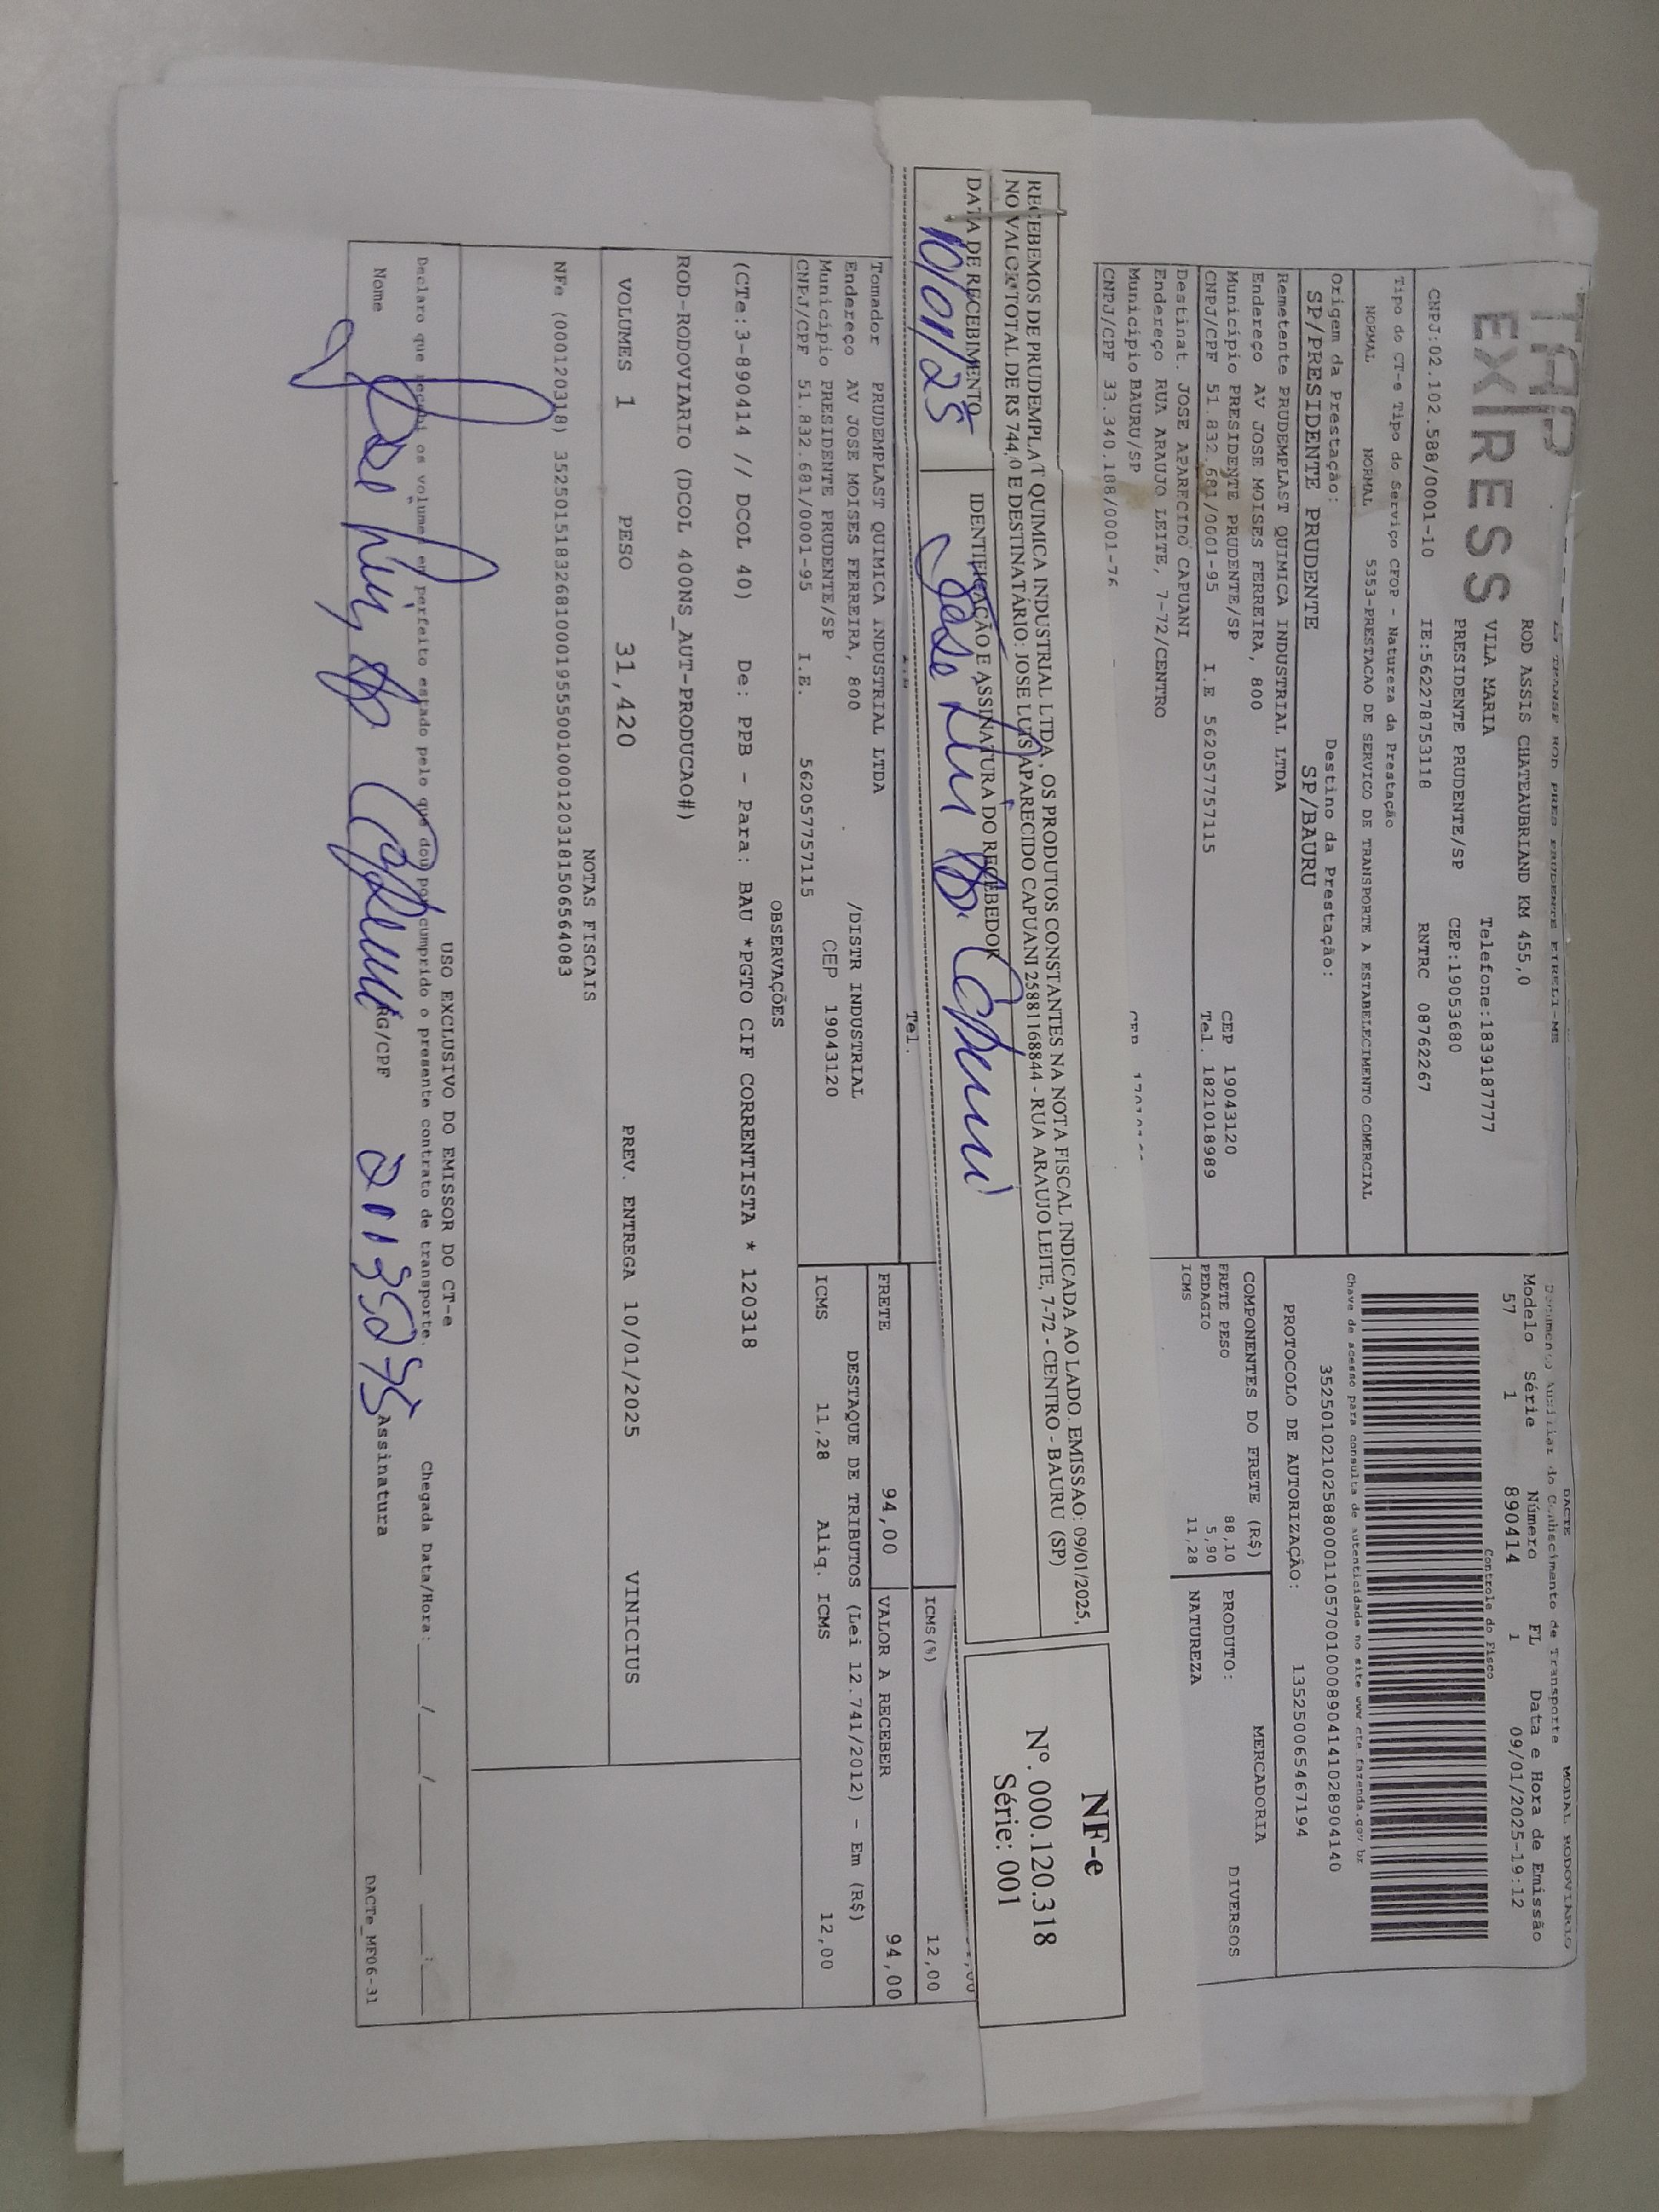 TRP
EXPRESS
ROD ASSIS CHATEAUBRIAND KM 455,0
VILA MARIA Telefone:1839187777
PRESIDENTE PRUDENTE/SP CEP:19053680
CNPJ:02.102.588/0001-10 IE:562278753118 RNTRC 08762267
Tipo do CT-e Tipo do Serviço CFOP - Natureza da Prestação
NORMAL NORMAL 5353-PRESTACAO DE SERVICO DE TRANSPORTE A ESTABELECIMENTO COMERCIAL
Origem da Prestação: Destino da Prestação:
SP/PRESIDENTE PRUDENTE SP/BAURU
DACTE MODAL RODOVIARIO
Documento Auxiliar do Conhecimento de Transporte
Modelo Série Número FL Data e Hora de Emissão
57 1 890414 1 09/01/2025-19:12
Controle do Fisco
Chave de acesso para consulta de autenticidade no site www.cte.fazenda.gov.br
35250102102588000110570010008904141028904140
PROTOCOLO DE AUTORIZAÇÃO: 135250065467194
Remetente PRUDEMPLAST QUIMICA INDUSTRIAL LTDA
Endereço AV JOSE MOISES FERREIRA, 800
Município PRESIDENTE PRUDENTE/SP CEP 19043120
CNPJ/CPF 51.832.681/0001-95 I.E 562057757115 Tel. 1821018989
Destinat. JOSE APARECIDO CAPUANI
Endereço RUA ARAUJO LEITE, 7-72/CENTRO
Município BAURU/SP
CNPJ/CPF 33.340.188/0001-76
COMPONENTES DO FRETE (R$)
FRETE PESO 88,10
PEDAGIO 5,90
ICMS 11,28
MERCADORIA
PRODUTO: DIVERSOS
NATUREZA
RECEBEMOS DE PRUDEMPLAT QUIMICA INDUSTRIAL LTDA , OS PRODUTOS CONSTANTES NA NOTA FISCAL INDICADA AO LADO. EMISSAO: 09/01/2025,
NO VALOR TOTAL DE R$ 744,0 E DESTINATÁRIO: JOSE LUIS APARECIDO CAPUANI 25881168844 - RUA ARAUJO LEITE, 7-72 - CENTRO - BAURU (SP)
DATA DE RECEBIMENTO IDENTIFICAÇÃO E ASSINATURA DO RECEBEDOR
10/01/25 Jose Luis Ap. Capuani
NF-e
Nº. 000.120.318
Série: 001
Tel.
ICMS(%) 12,00
Tomador PRUDEMPLAST QUIMICA INDUSTRIAL LTDA
Endereço AV JOSE MOISES FERREIRA, 800 /DISTR INDUSTRIAL
Município PRESIDENTE PRUDENTE/SP CEP 19043120
CNPJ/CPF 51.832.681/0001-95 I.E. 562057757115
FRETE 94,00 VALOR A RECEBER 94,00
DESTAQUE DE TRIBUTOS (Lei 12.741/2012) - Em (R$)
ICMS 11,28 Aliq. ICMS 12,00
OBSERVAÇÕES
(CTe:3-890414 // DCOL 40) De: PPB - Para: BAU *PGTO CIF CORRENTISTA * 120318
ROD-RODOVIARIO (DCOL 400NS_AUT-PRODUCAO#)
VOLUMES 1 PESO 31,420 PREV. ENTREGA 10/01/2025 VINICIUS
NOTAS FISCAIS
NFe (000120318) 35250151832681000195550010001203181506564083
USO EXCLUSIVO DO EMISSOR DO CT-e
Declaro que recebi os volumes em perfeito estado pelo que dou por cumprido o presente contrato de transporte. Chegada Data/Hora: ___/___/_____ ___:___
Nome Jose Luis Ap Capuani RG/CPF Assinatura
DACTe_MF06-31